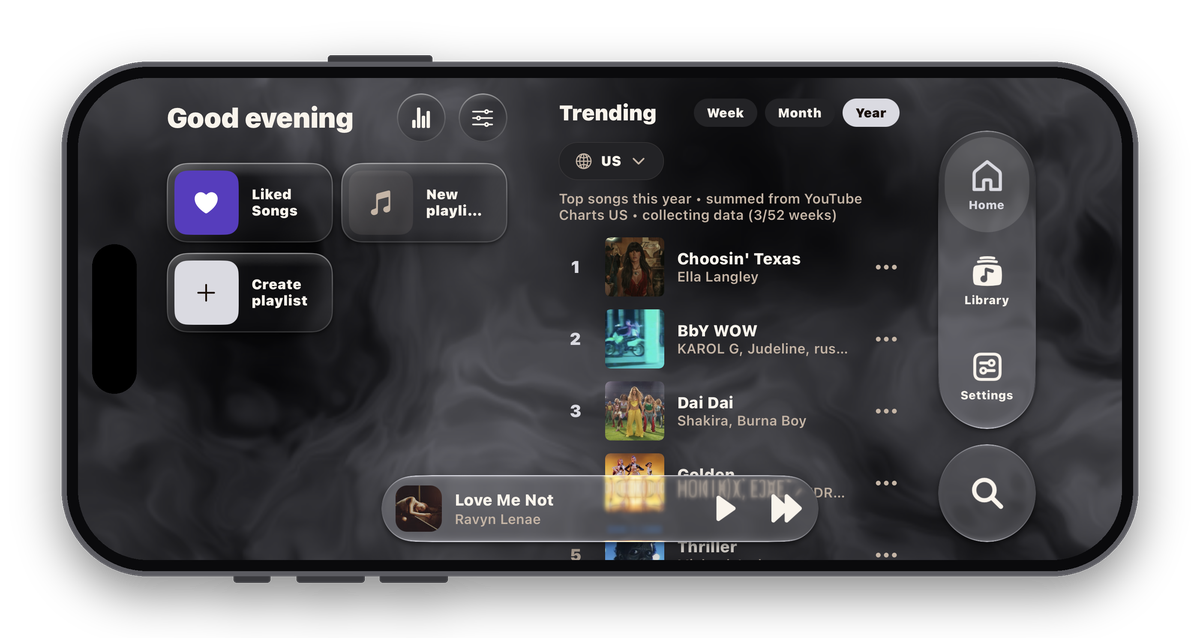 Good evening
Liked
Songs
New
playli...
Create
playlist
Trending
Week
Month
Year
US
Top songs this year • summed from YouTube
Charts US • collecting data (3/52 weeks)
1
Choosin' Texas
Ella Langley
2
BbY WOW
KAROL G, Judeline, rus...
3
Dai Dai
Shakira, Burna Boy
Golden
DR...
5
Thriller
Love Me Not
Ravyn Lenae
Home
Library
Settings